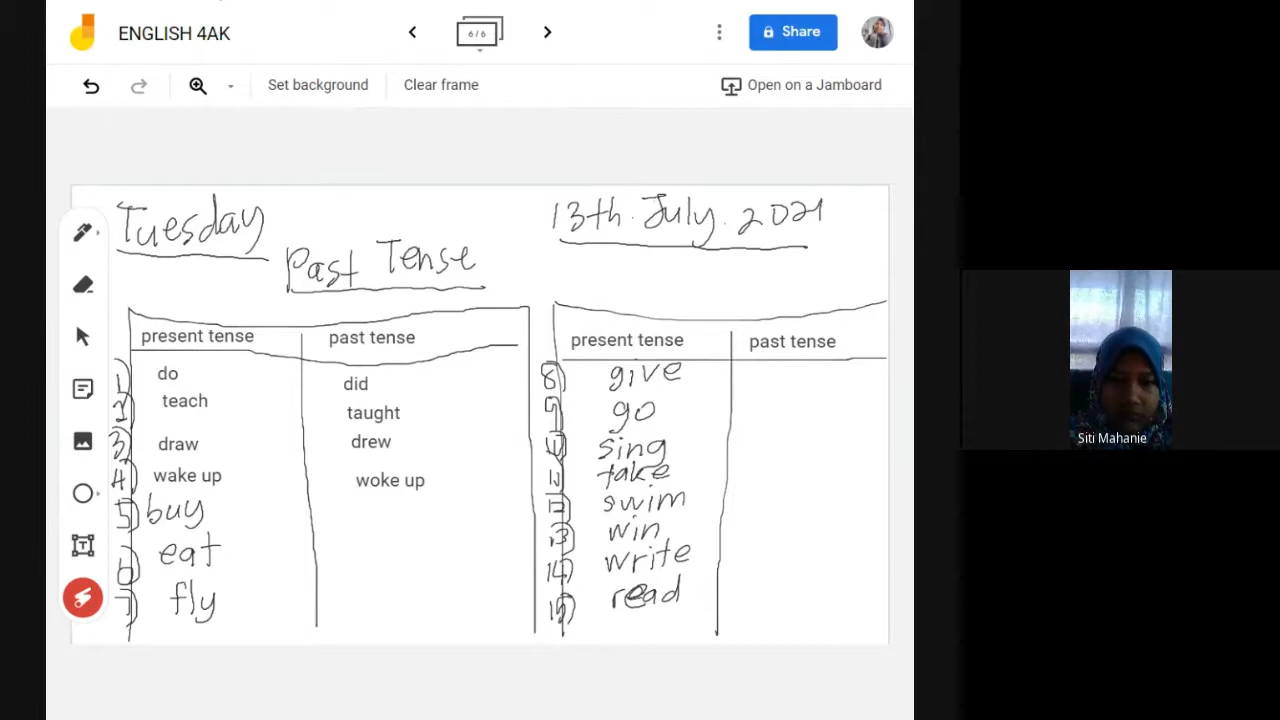 ENGLISH 4AK
6/6
Share
Set background
Clear frame
Open on a Jamboard
Tuesday
13th July 2021
Past Tense
present tense past tense
1) do did
2) teach taught
3) draw drew
4) wake up woke up
5) buy
6) eat
7) fly
present tense past tense
8) give
9 go
sing
take
swim
13) win
14) write
15) read
Siti Mahanie